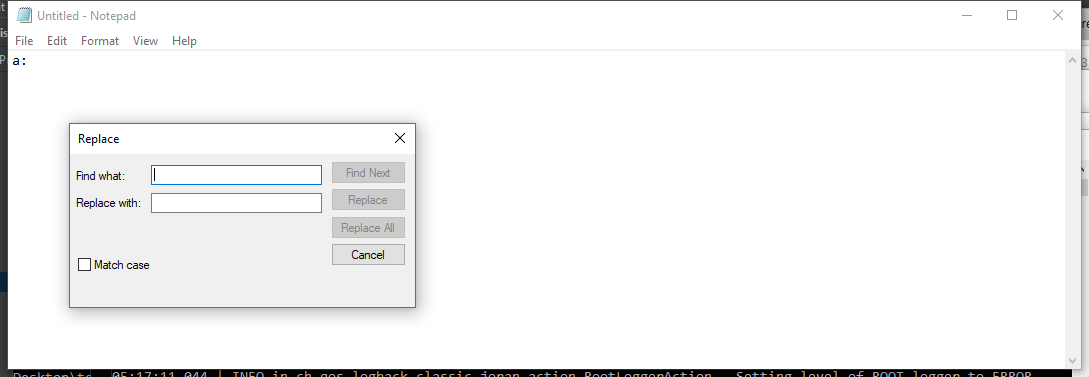 Untitled - Notepad
File Edit Format View Help
a:
Replace
Find what:
Find Next
Replace with:
Replace
Replace All
Cancel
Match case
05:17:11,044 | INFO in ch.qos.logback.classic.joran.action.RootLoggerAction - Setting level of ROOT logger to ERROR